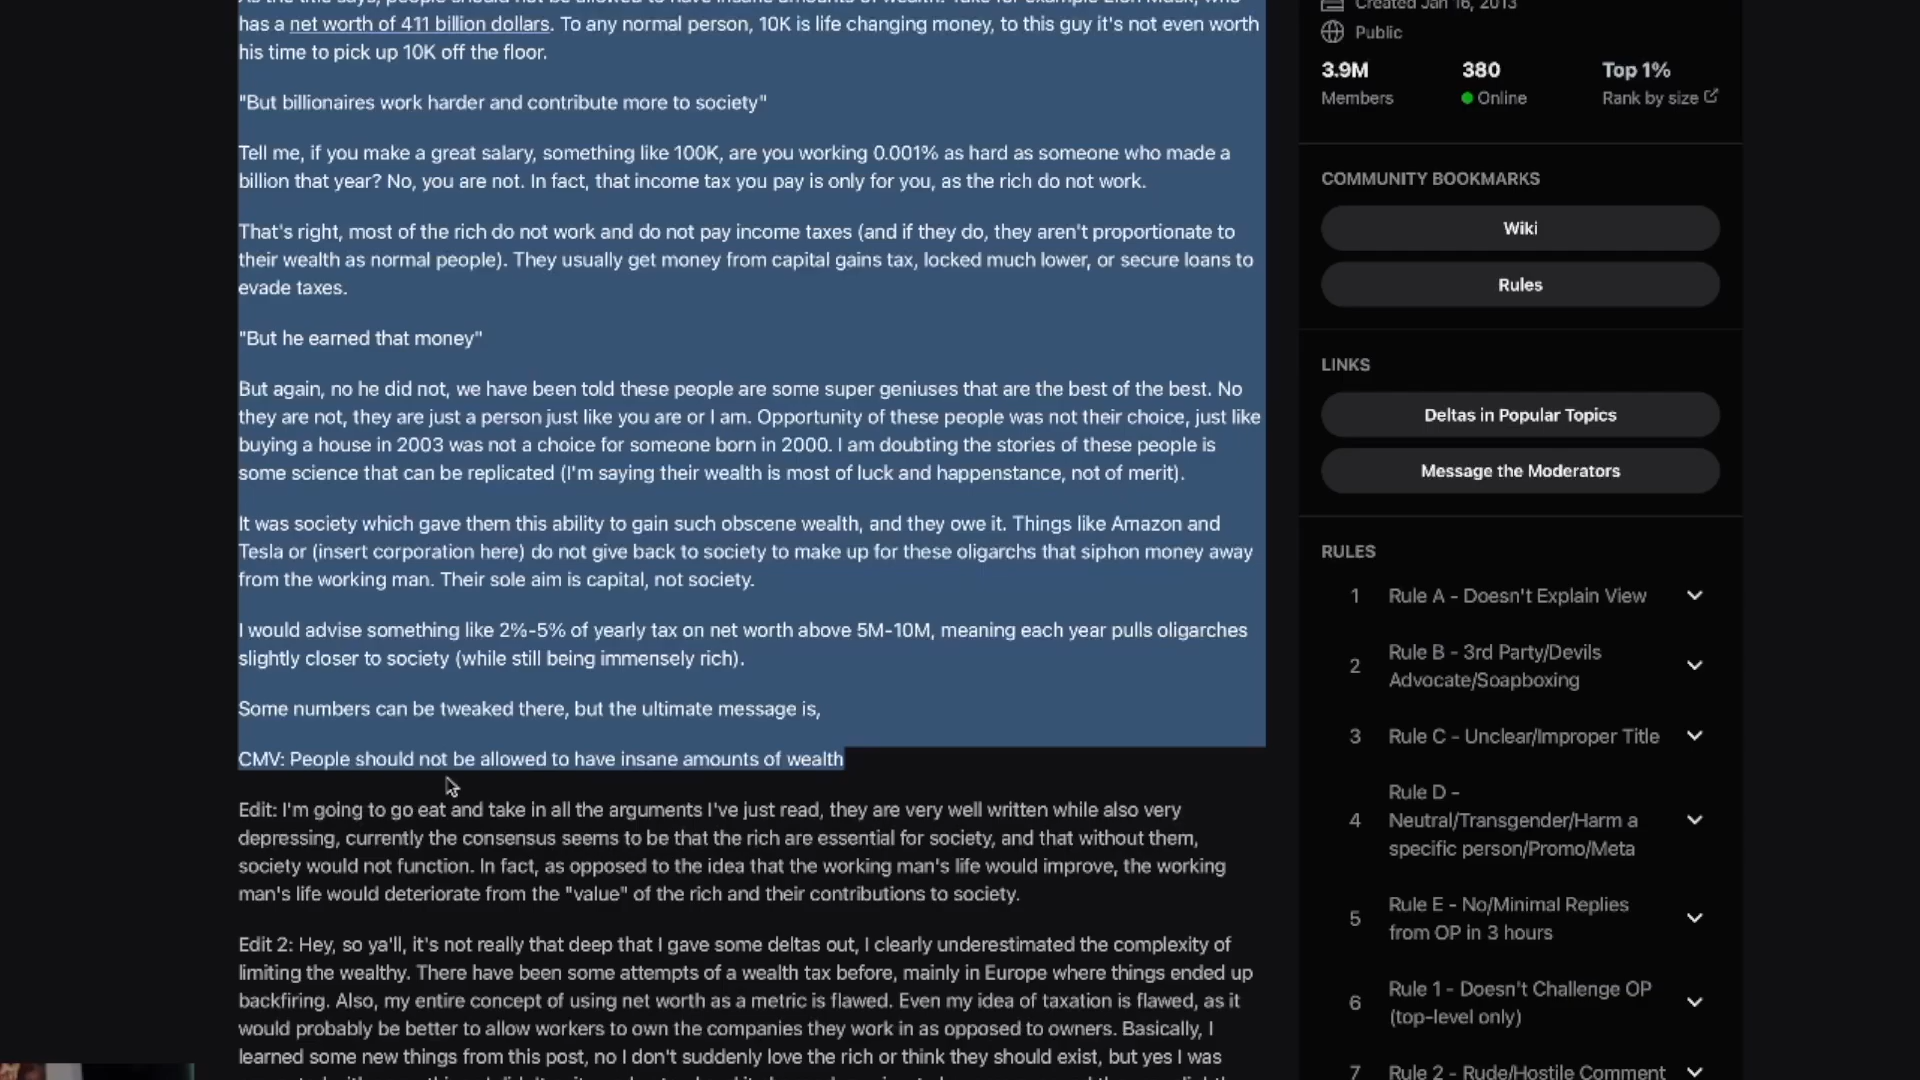 has a net worth of 411 billion dollars. To any normal person, 10K is life changing money, to this guy it's not even worth
his time to pick up 10K off the floor.
"But billionaires work harder and contribute more to society"
Tell me, if you make a great salary, something like 100K, are you working 0.001% as hard as someone who made a
billion that year? No, you are not. In fact, that income tax you pay is only for you, as the rich do not work.
That's right, most of the rich do not work and do not pay income taxes (and if they do, they aren't proportionate to
their wealth as normal people). They usually get money from capital gains tax, locked much lower, or secure loans to
evade taxes.
"But he earned that money"
But again, no he did not, we have been told these people are some super geniuses that are the best of the best. No
they are not, they are just a person just like you are or I am. Opportunity of these people was not their choice, just like
buying a house in 2003 was not a choice for someone born in 2000. I am doubting the stories of these people is
some science that can be replicated (I'm saying their wealth is most of luck and happenstance, not of merit).
It was society which gave them this ability to gain such obscene wealth, and they owe it. Things like Amazon and
Tesla or (insert corporation here) do not give back to society to make up for these oligarchs that siphon money away
from the working man. Their sole aim is capital, not society.
I would advise something like 2%-5% of yearly tax on net worth above 5M-10M, meaning each year pulls oligarches
slightly closer to society (while still being immensely rich).
Some numbers can be tweaked there, but the ultimate message is,
CMV: People should not be allowed to have insane amounts of wealth
Edit: I'm going to go eat and take in all the arguments I've just read, they are very well written while also very
depressing, currently the consensus seems to be that the rich are essential for society, and that without them,
society would not function. In fact, as opposed to the idea that the working man's life would improve, the working
man's life would deteriorate from the "value" of the rich and their contributions to society.
Edit 2: Hey, so ya'll, it's not really that deep that I gave some deltas out, I clearly underestimated the complexity of
limiting the wealthy. There have been some attempts of a wealth tax before, mainly in Europe where things ended up
backfiring. Also, my entire concept of using net worth as a metric is flawed. Even my idea of taxation is flawed, as it
would probably be better to allow workers to own the companies they work in as opposed to owners. Basically, I
learned some new things from this post, no I don't suddenly love the rich or think they should exist, but yes I was
Created Jan 16, 2013
Public
3.9M 380 Top 1%
Members Online Rank by size
COMMUNITY BOOKMARKS
Wiki
Rules
LINKS
Deltas in Popular Topics
Message the Moderators
RULES
1 Rule A - Doesn't Explain View
2 Rule B - 3rd Party/Devils
Advocate/Soapboxing
3 Rule C - Unclear/Improper Title
4 Rule D -
Neutral/Transgender/Harm a
specific person/Promo/Meta
5 Rule E - No/Minimal Replies
from OP in 3 hours
6 Rule 1 - Doesn't Challenge OP
(top-level only)
7 Rule 2 - Rude/Hostile Comment